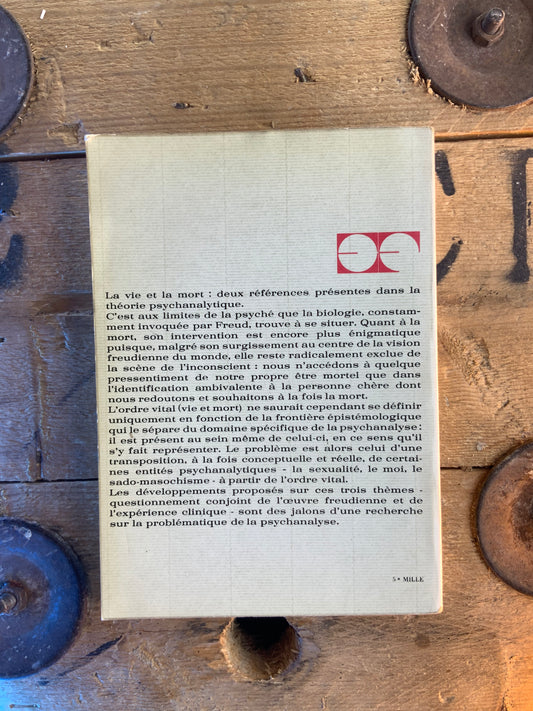 La vie et la mort : deux références présentes dans la
théorie psychanalytique.
C'est aux limites de la psyché que la biologie, constam-
ment invoquée par Freud, trouve à se situer. Quant à la
mort, son intervention est encore plus énigmatique
puisque, malgré son surgissement au centre de la vision
freudienne du monde, elle reste radicalement exclue de
la scène de l'inconscient : nous n'accédons à quelque
pressentiment de notre propre être mortel que dans
l'identification ambivalente à la personne chère dont
nous redoutons et souhaitons à la fois la mort.
L'ordre vital (vie et mort) ne saurait cependant se définir
uniquement en fonction de la frontière épistémologique
qui le sépare du domaine spécifique de la psychanalyse :
il est présent au sein même de celui-ci, en ce sens qu'il
s'y fait représenter. Le problème est alors celui d'une
transposition, à la fois conceptuelle et réelle, de certai-
nes entités psychanalytiques - la sexualité, le moi, le
sado-masochisme - à partir de l'ordre vital.
Les développements proposés sur ces trois thèmes -
questionnement conjoint de l'œuvre freudienne et de
l'expérience clinique - sont des jalons d'une recherche
sur la problématique de la psychanalyse.
5e MILLE